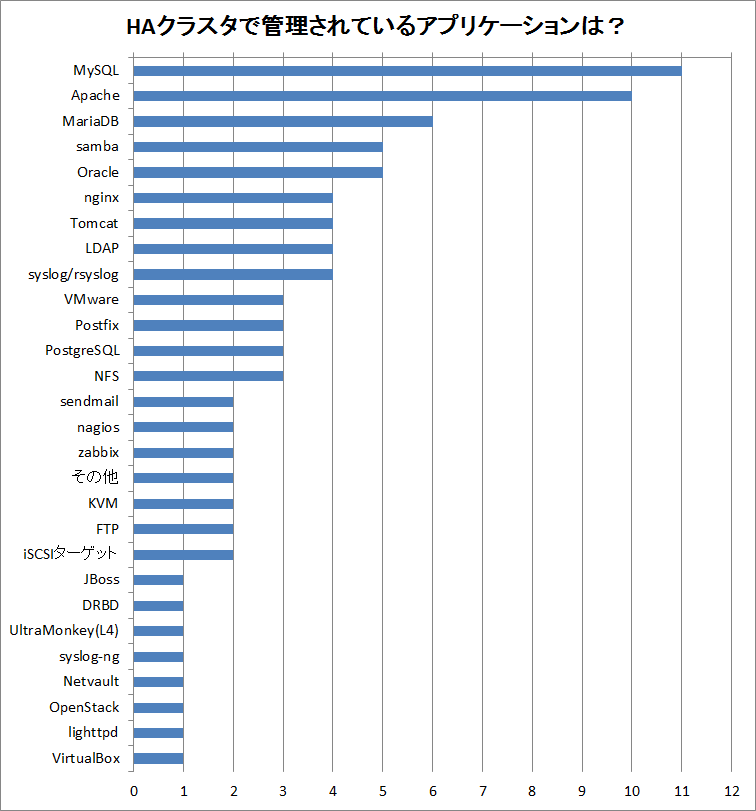 HAクラスタで管理されているアプリケーションは？
MySQL
Apache
MariaDB
samba
Oracle
nginx
Tomcat
LDAP
syslog/rsyslog
VMware
Postfix
PostgreSQL
NFS
sendmail
nagios
zabbix
その他
KVM
FTP
iSCSIターゲット
JBoss
DRBD
UltraMonkey(L4)
syslog-ng
Netvault
OpenStack
lighttpd
VirtualBox
0 1 2 3 4 5 6 7 8 9 10 11 12